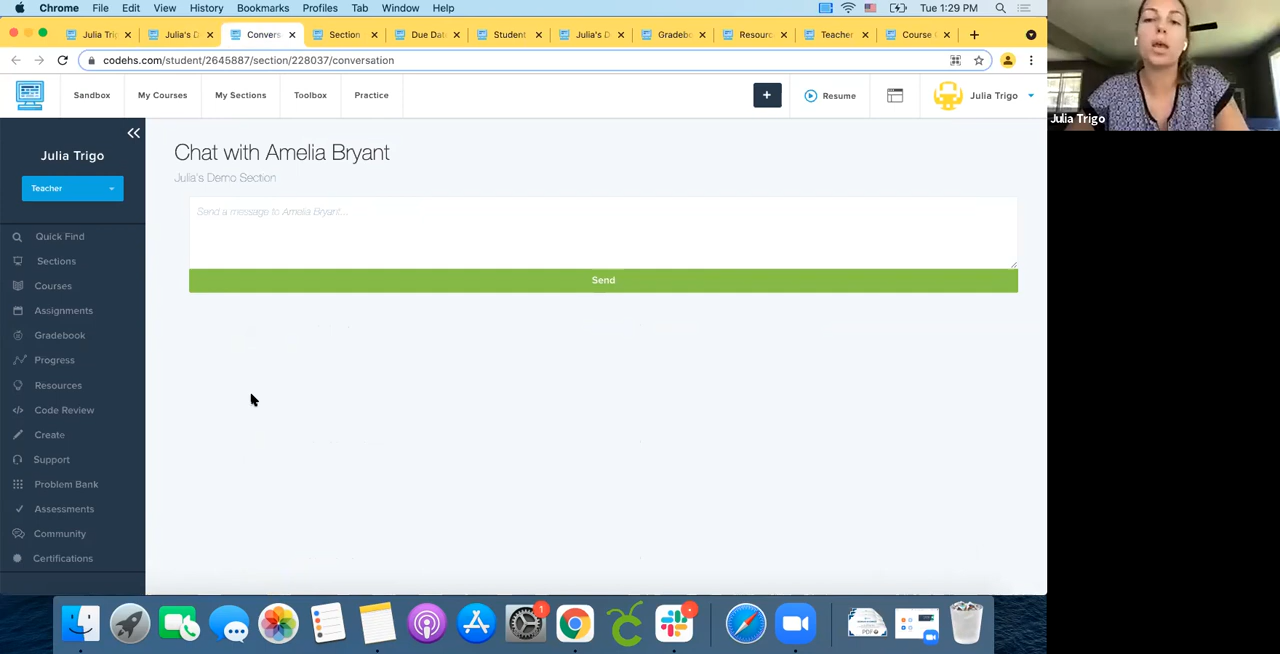 Chrome File Edit View History Bookmarks Profiles Tab Window Help Tue 1:29 PM
Julia Tri Julia's D Convers Section Due Dat Student Julia's D Gradeb Resourc Teacher Course
codehs.com/student/2645887/section/228037/conversation
Sandbox My Courses My Sections Toolbox Practice + Resume Julia Trigo
Julia Trigo
Julia Trigo
Teacher
Quick Find
Sections
Courses
Assignments
Gradebook
Progress
Resources
Code Review
Create
Support
Problem Bank
Assessments
Community
Certifications
Chat with Amelia Bryant
Julia's Demo Section
Send a message to Amelia Bryant...
Send
1
PDF